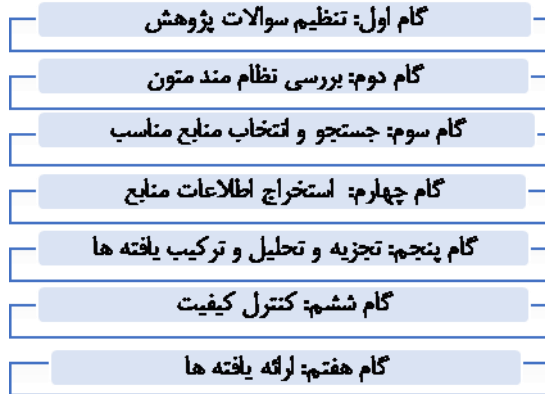 گام اول: تنظیم سوالات پژوهش
گام دوم: بررسی نظام مند متون
گام سوم: جستجو و انتخاب منابع مناسب
گام چهارم: استخراج اطلاعات منابع
گام پنجم: تجزیه و تحلیل و ترکیب یافته ها
گام ششم: کنترل کیفیت
گام هفتم: ارائه یافته ها